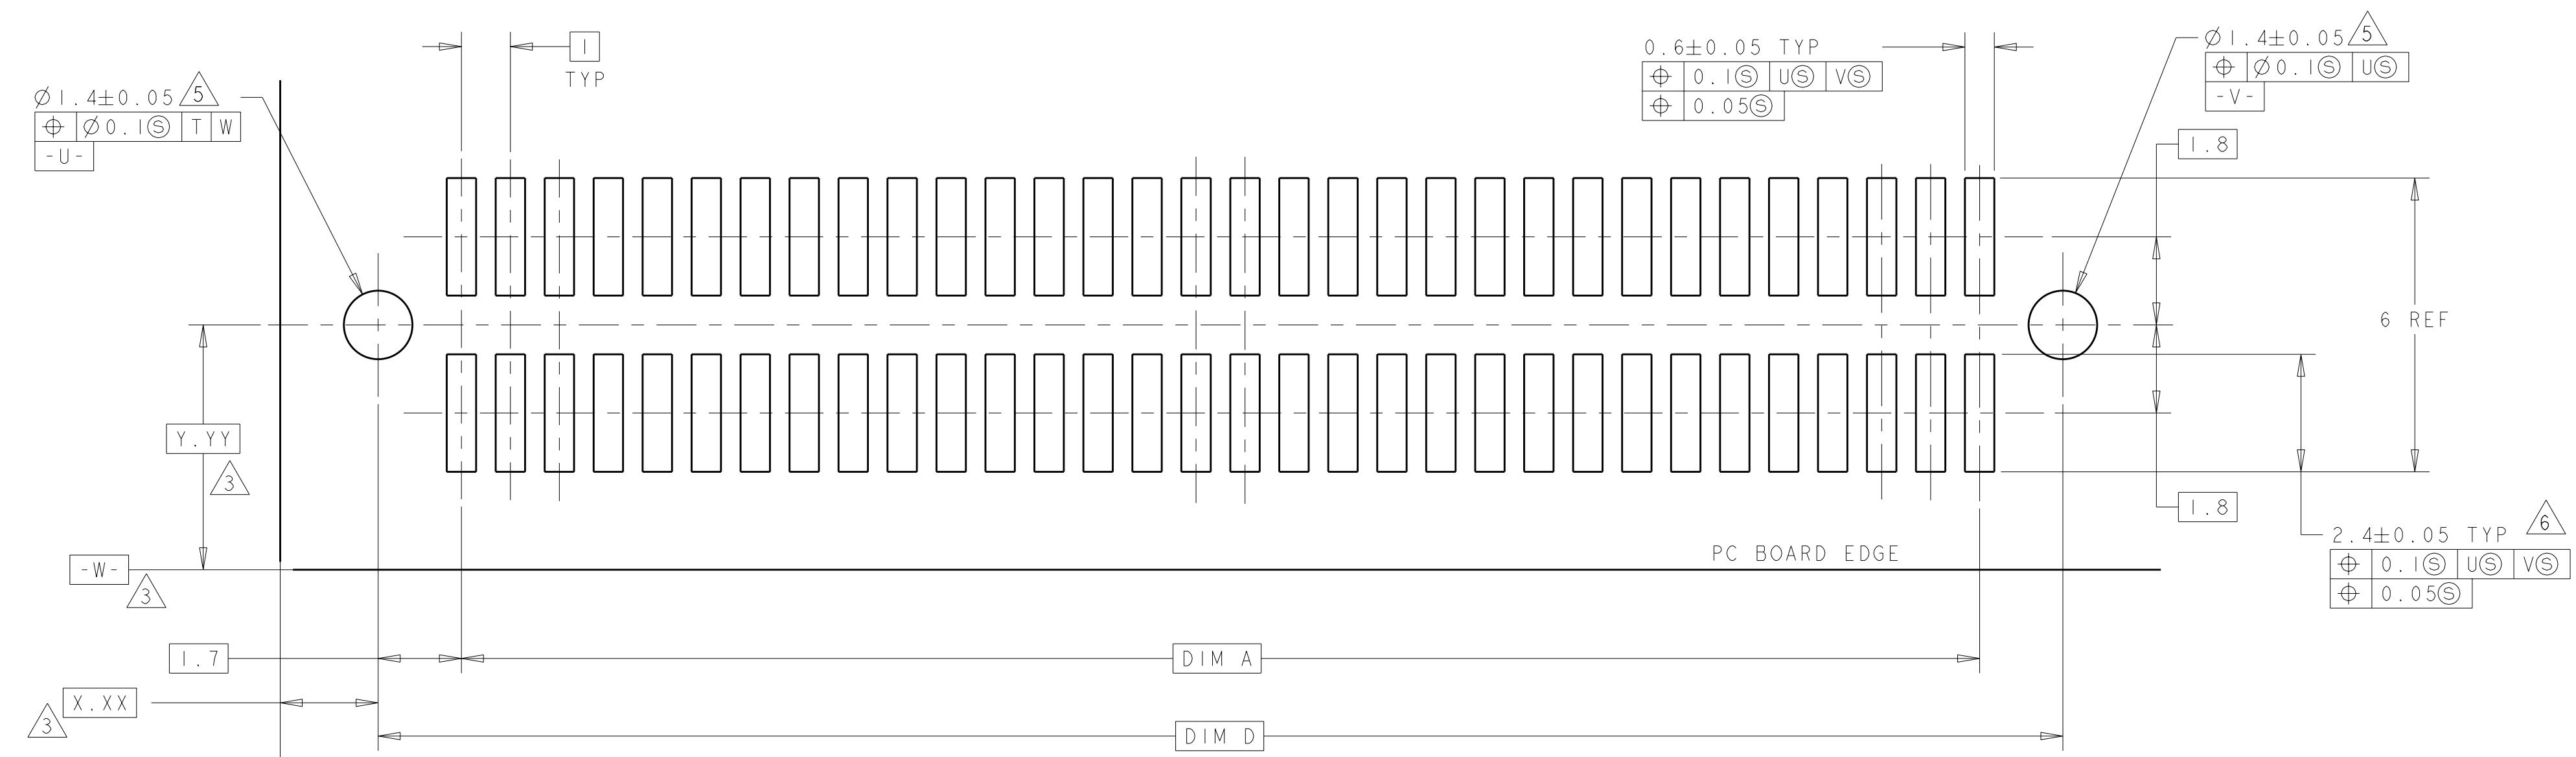 1
TYP
0.6±0.05 TYP
⌖ 0.1Ⓢ UⓈ VⓈ
⌖ 0.05Ⓢ
Ø1.4±0.05 5
⌖ Ø0.1Ⓢ UⓈ
-V-
Ø1.4±0.05 5
⌖ Ø0.1Ⓢ T W
-U-
1.8
6 REF
Y.YY
3
1.8
2.4±0.05 TYP 6
⌖ 0.1Ⓢ UⓈ VⓈ
⌖ 0.05Ⓢ
PC BOARD EDGE
-W-
3
1.7
DIM A
X.XX
3
DIM D